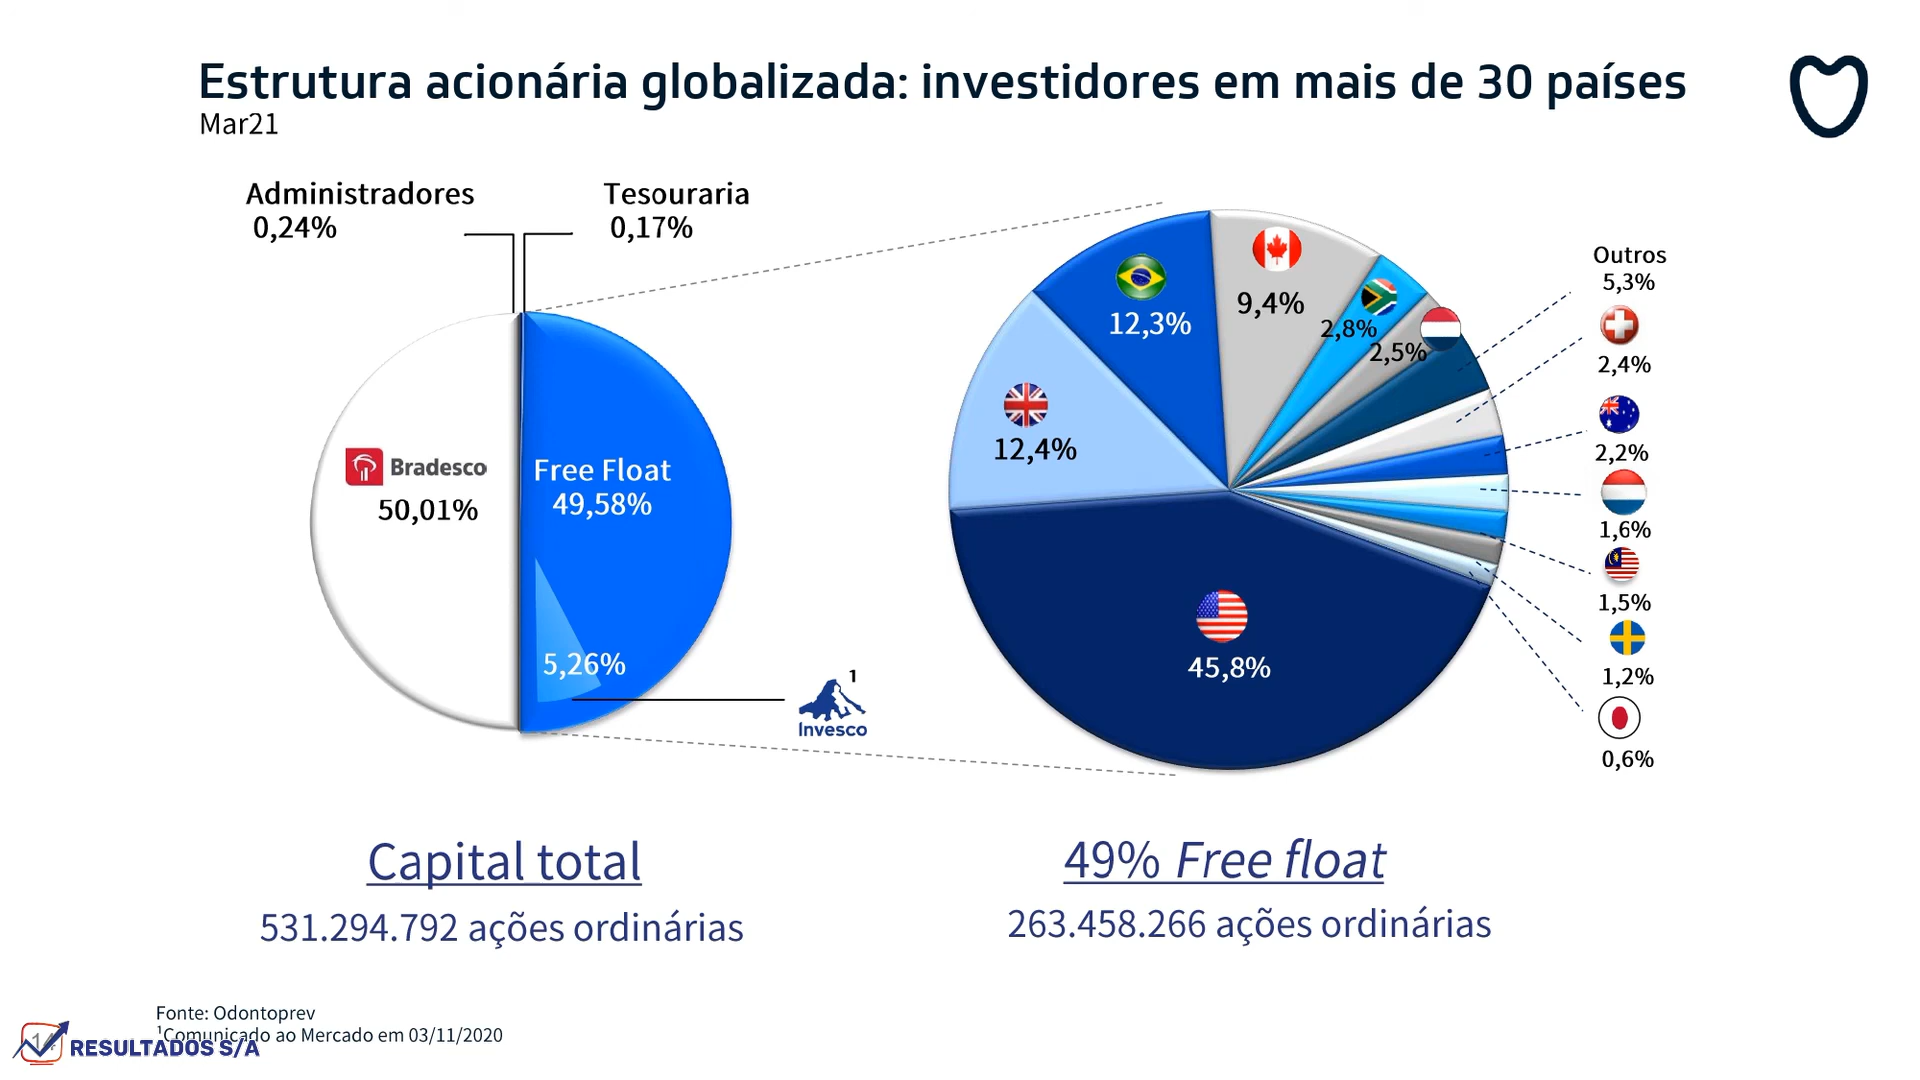 Estrutura acionária globalizada: investidores em mais de 30 países
Mar21
Administradores
0,24%
Tesouraria
0,17%
Bradesco
50,01%
Free Float
49,58%
5,26%
1
Invesco
12,3%
9,4%
2,8%
2,5%
12,4%
45,8%
Outros
5,3%
2,4%
2,2%
1,6%
1,5%
1,2%
0,6%
Capital total
531.294.792 ações ordinárias
49% Free float
263.458.266 ações ordinárias
Fonte: Odontoprev
¹Comunicado ao Mercado em 03/11/2020
RESULTADOS S/A